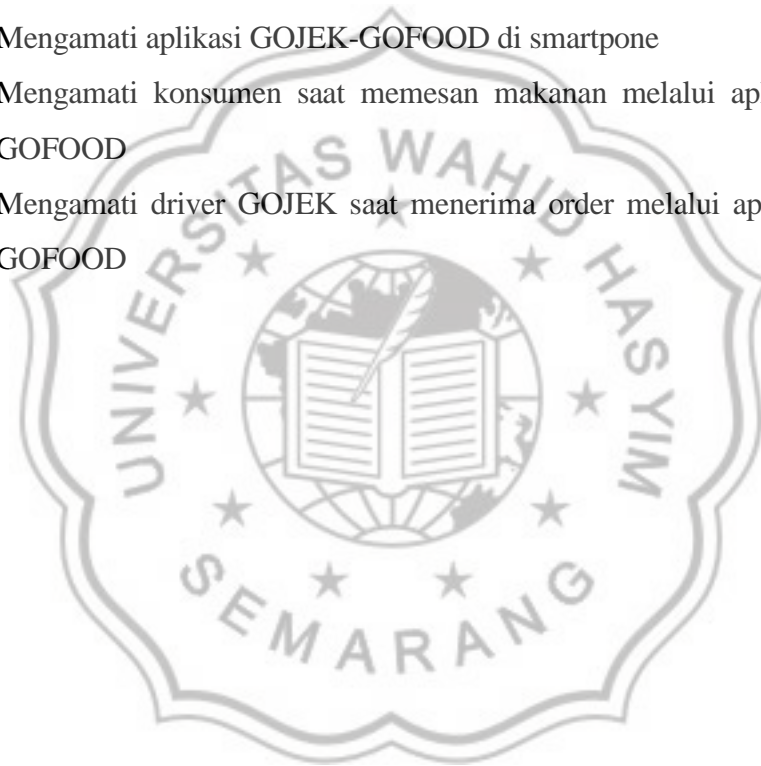 Mengamati aplikasi GOJEK-GOFOOD di smartpone
Mengamati konsumen saat memesan makanan melalui apl
GOFOOD
Mengamati driver GOJEK saat menerima order melalui ap
GOFOOD
UNIVERSITAS WAHID HASYIM
SEMARANG